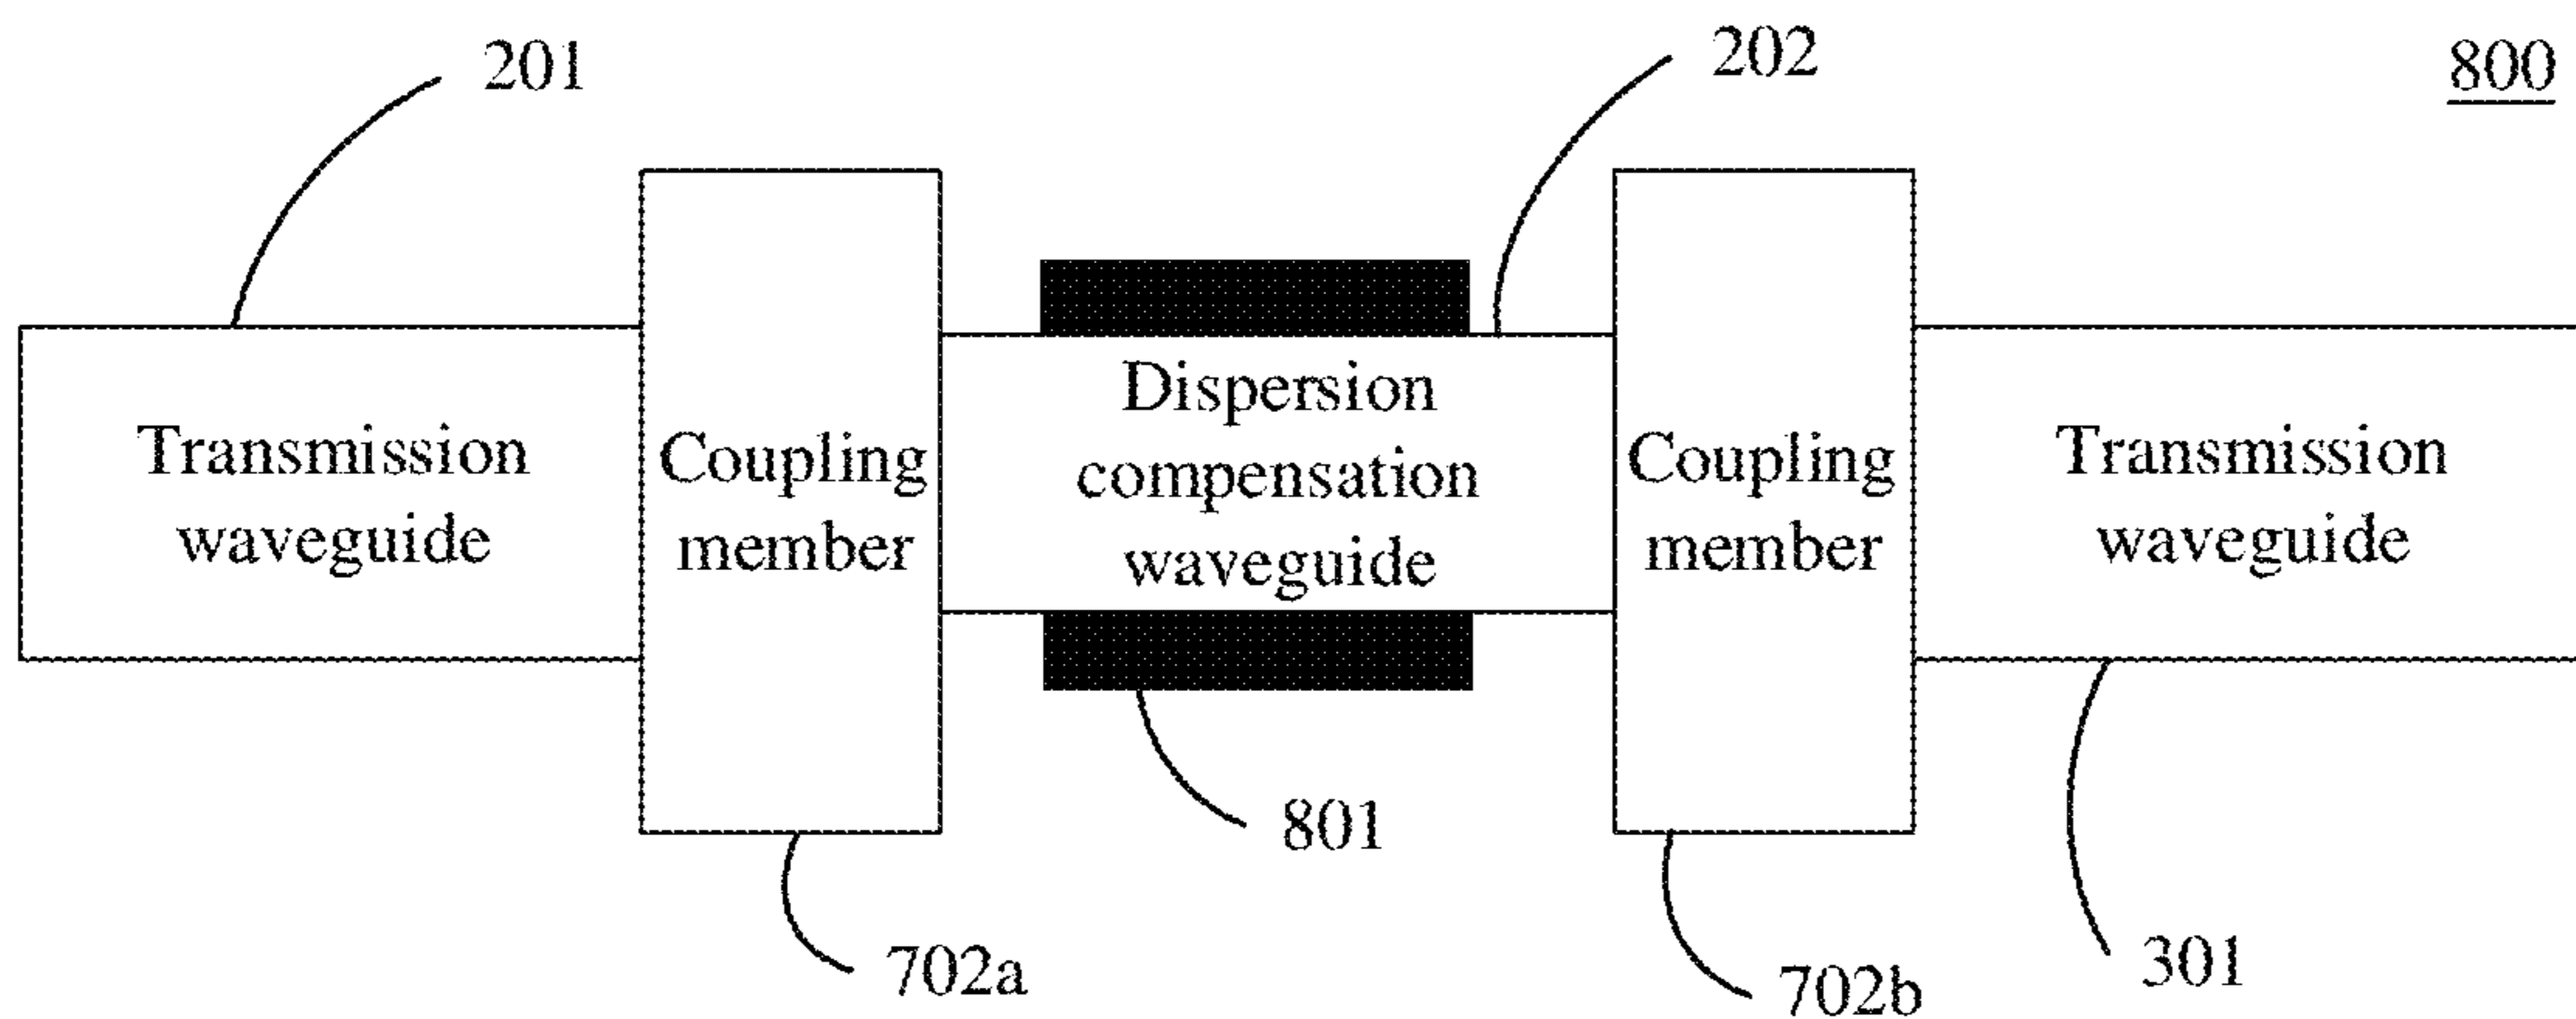 201
202
800
Transmission
waveguide
Coupling
member
Dispersion
compensation
waveguide
Coupling
member
Transmission
waveguide
801
702a
702b
301